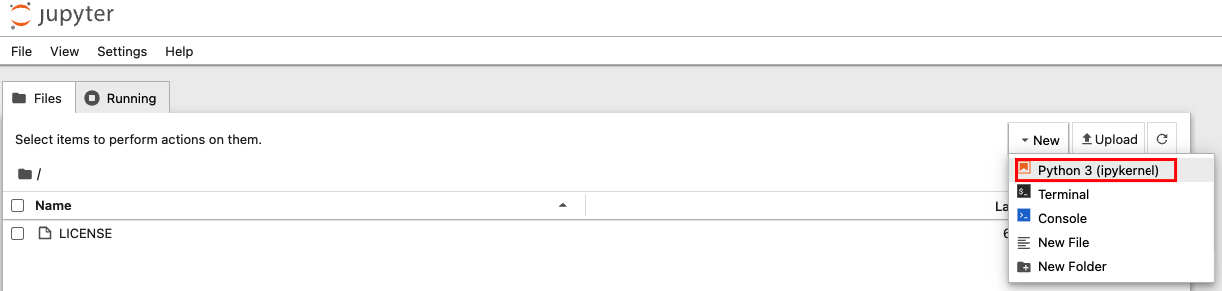 jupyter
File View Settings Help
Files Running
Select items to perform actions on them.
New Upload
/
Python 3 (ipykernel)
Terminal
Console
New File
New Folder
Name La
LICENSE 6